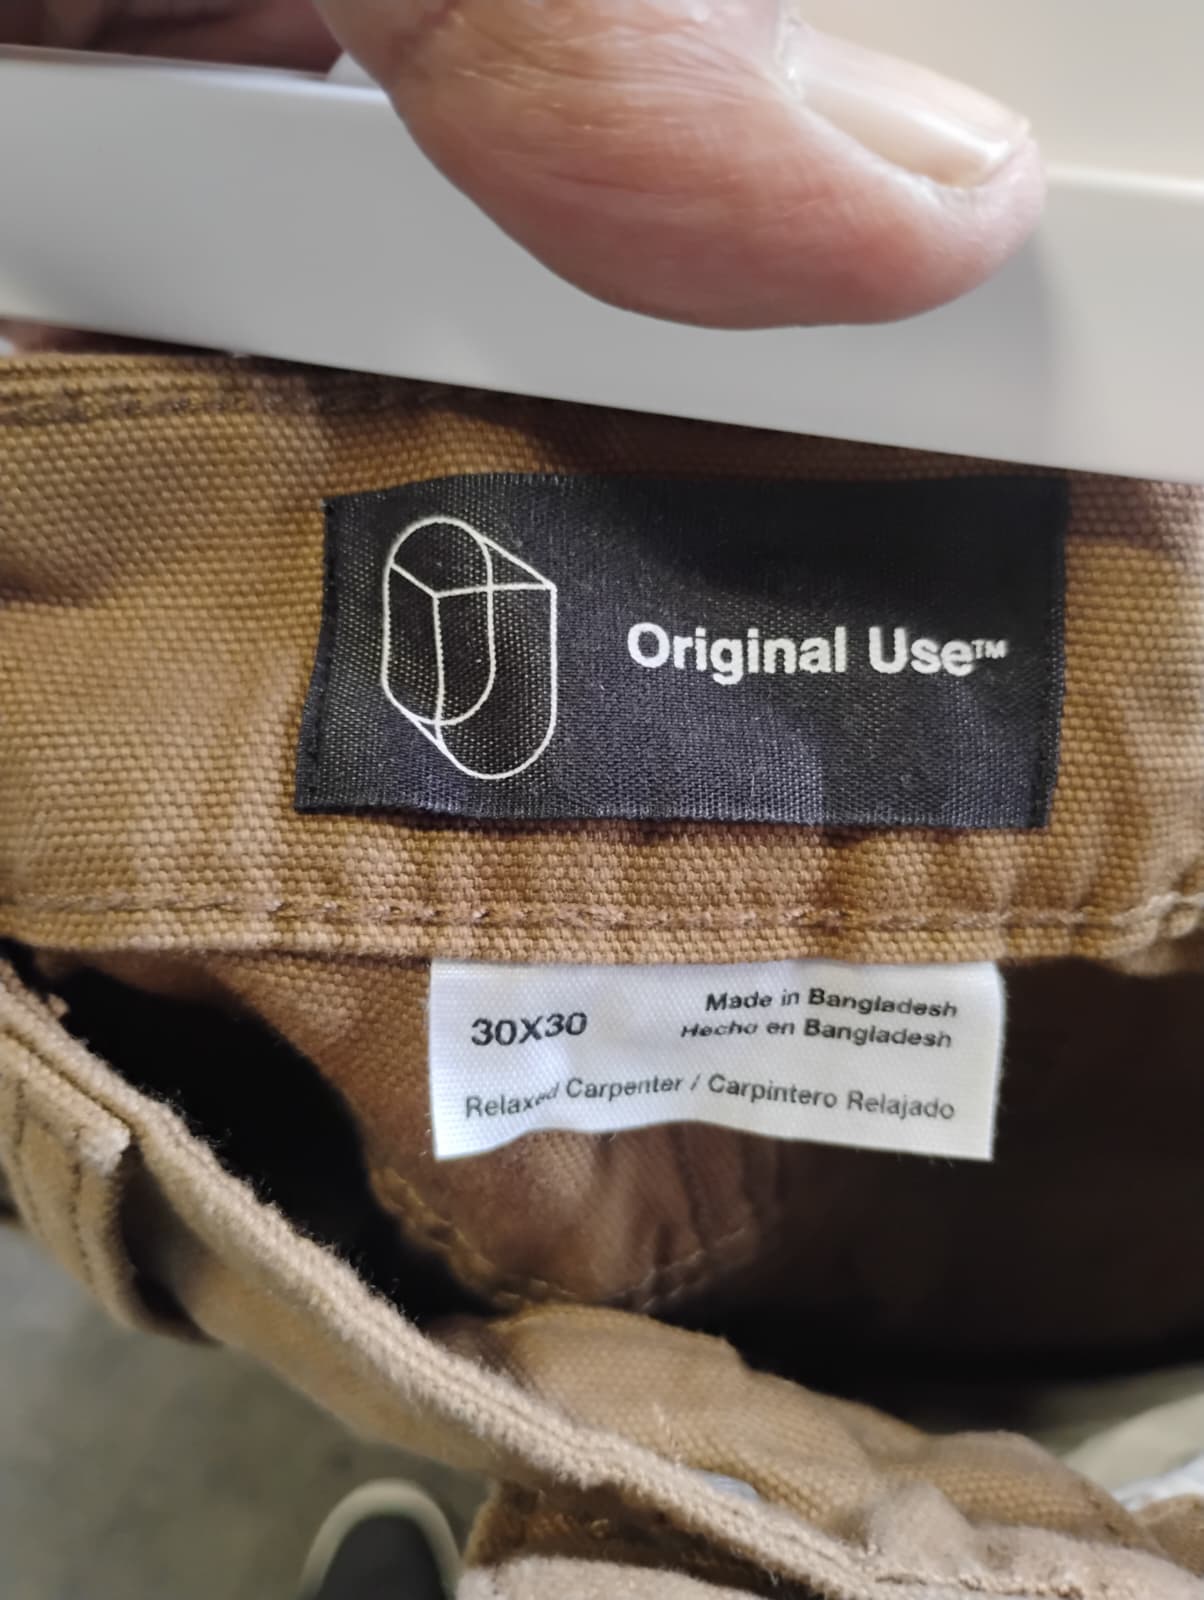 Original Use™
30X30
Made in Bangladesh
Hecho en Bangladesh
Relaxed Carpenter / Carpintero Relajado